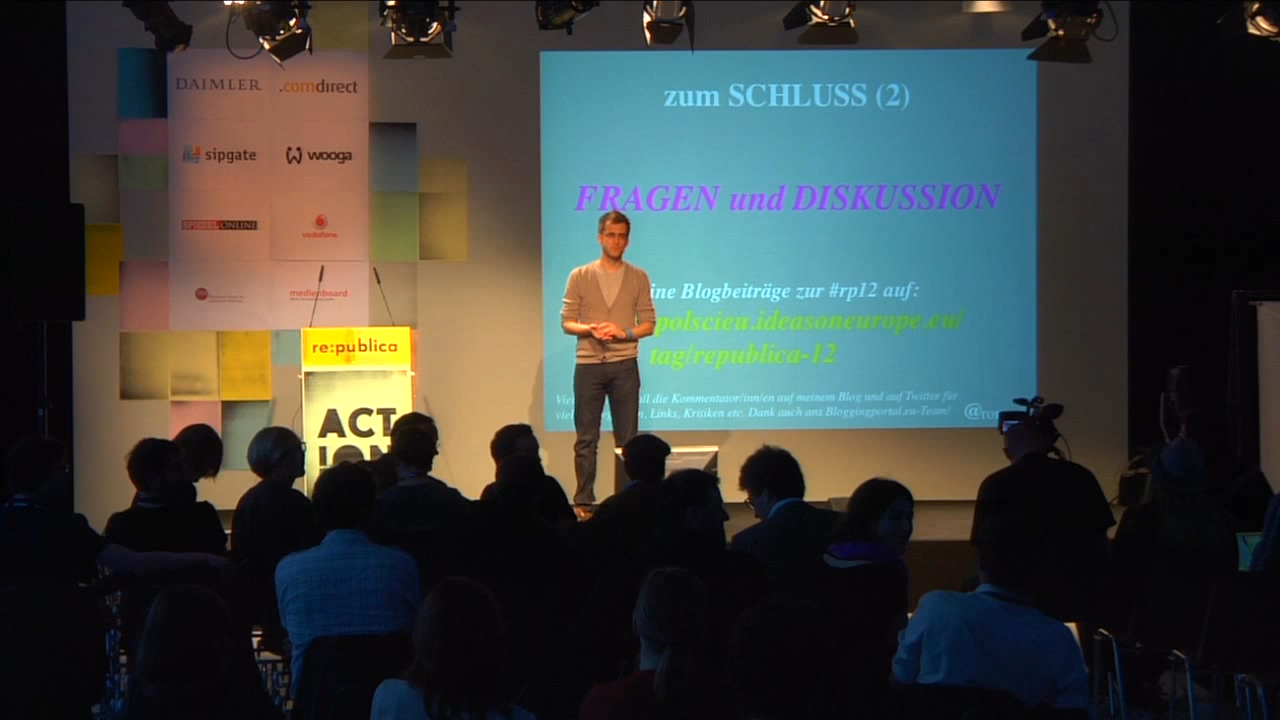 DAIMLER
.comdirect
sipgate
wooga
SPIEGEL ONLINE
vodafone
medienboard
re:publica
ACT
ION
zum SCHLUSS (2)
FRAGEN und DISKUSSION
ine Blogbeiträge zur #rp12 auf:
polscieu.ideasoneurope.eu/
tag/republica-12
die Kommentator/inn/en auf meinem Blog und auf Twitter für
Links, Kritiken etc. Dank auch ans Bloggingportal.eu-Team!